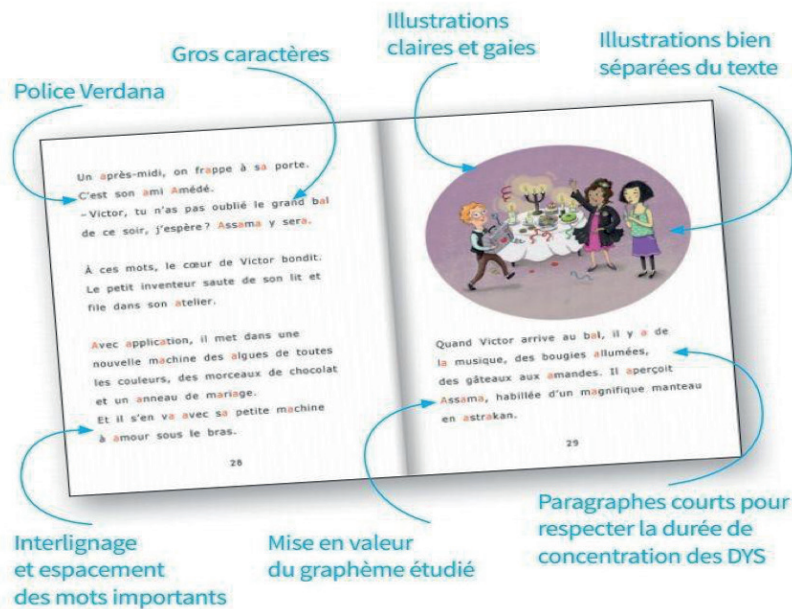 Illustrations
claires et gaies
Gros caractères
Illustrations bien
séparées du texte
Police Verdana
Un après-midi, on frappe à sa porte.
C'est son ami Amédé.
– Victor, tu n'as pas oublié le grand bal
de ce soir, j'espère ? Assama y sera.
À ces mots, le cœur de Victor bondit.
Le petit inventeur saute de son lit et
file dans son atelier.
Avec application, il met dans une
nouvelle machine des algues de toutes
les couleurs, des morceaux de chocolat
et un anneau de mariage.
Et il s'en va avec sa petite machine
à amour sous le bras.
28
Quand Victor arrive au bal, il y a de
la musique, des bougies allumées,
des gâteaux aux amandes. Il aperçoit
Assama, habillée d'un magnifique manteau
en astrakan.
29
Interlignage
et espacement
des mots importants
Mise en valeur
du graphème étudié
Paragraphes courts pour
respecter la durée de
concentration des DYS